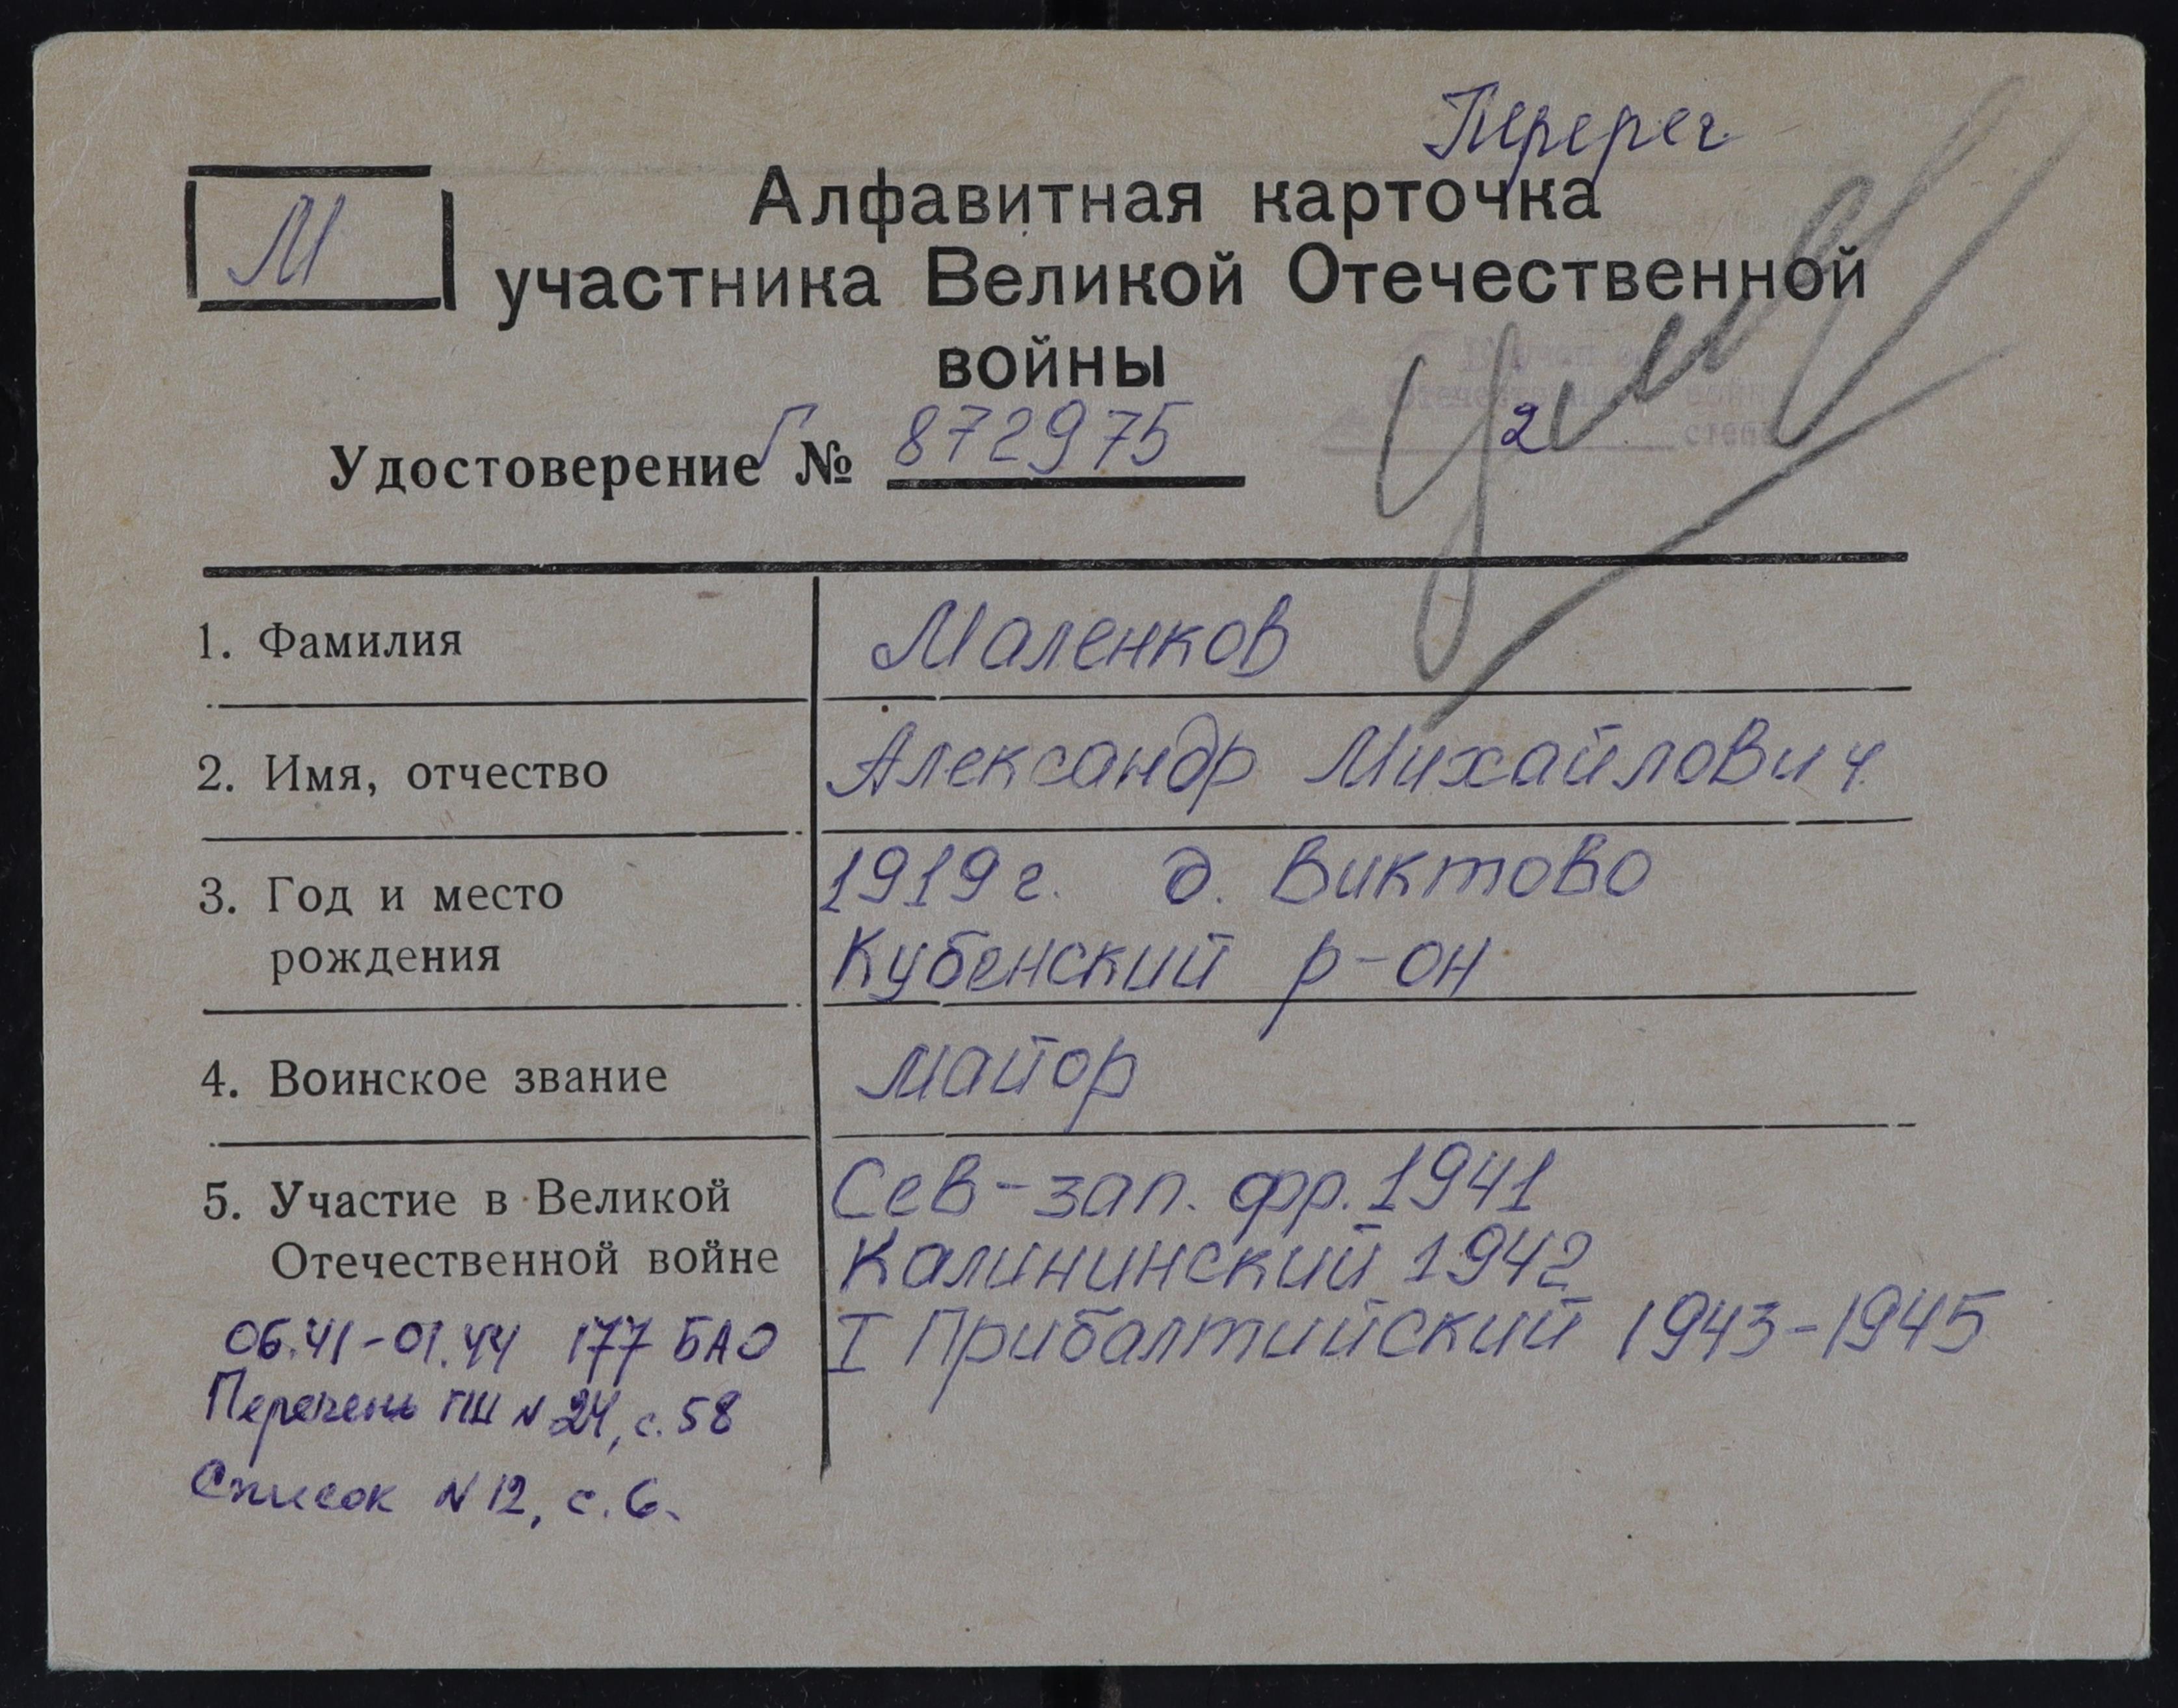 Перерег
М
Алфавитная карточка
участника Великой Отечественной
войны
умер
Удостоверение Г № 872975
2
степ
1. Фамилия Маленков
2. Имя, отчество Александр Михайлович
3. Год и место рождения 1919 г. д. Виктово
Кубенский р-он
4. Воинское звание майор
5. Участие в Великой Отечественной войне Сев-зап. фр. 1941
Калининский 1942
I Прибалтийский 1943-1945
06.41-01.44 177 БАО
Перечень ГШ N 24, с. 58
Список N 12, с. 6.